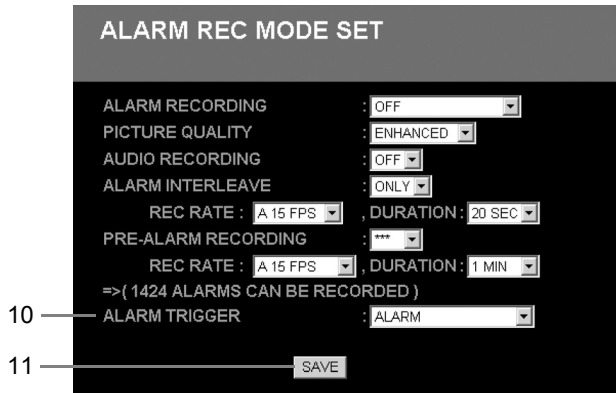 ALARM REC MODE SET
ALARM RECORDING : OFF
PICTURE QUALITY : ENHANCED
AUDIO RECORDING : OFF
ALARM INTERLEAVE : ONLY
REC RATE : A 15 FPS , DURATION : 20 SEC
PRE-ALARM RECORDING : ***
REC RATE : A 15 FPS , DURATION : 1 MIN
=>( 1424 ALARMS CAN BE RECORDED )
10 ALARM TRIGGER : ALARM
11 SAVE